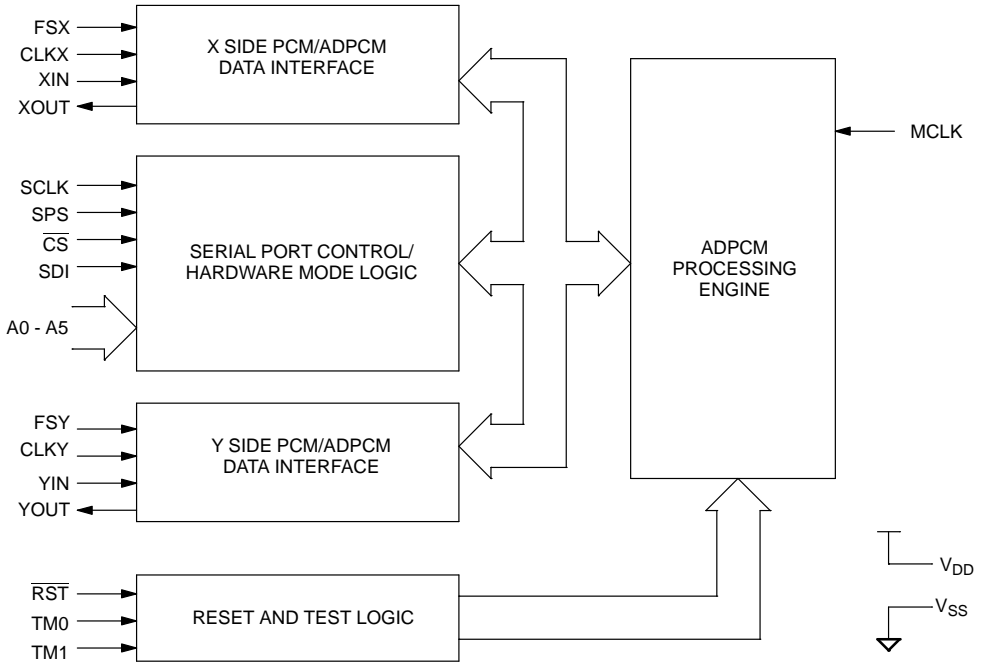 FSX
CLKX
XIN
XOUT
X SIDE PCM/ADPCM
DATA INTERFACE
SCLK
SPS
CS
SDI
A0 - A5
SERIAL PORT CONTROL/
HARDWARE MODE LOGIC
FSY
CLKY
YIN
YOUT
Y SIDE PCM/ADPCM
DATA INTERFACE
RST
TM0
TM1
RESET AND TEST LOGIC
ADPCM
PROCESSING
ENGINE
MCLK
VDD
VSS